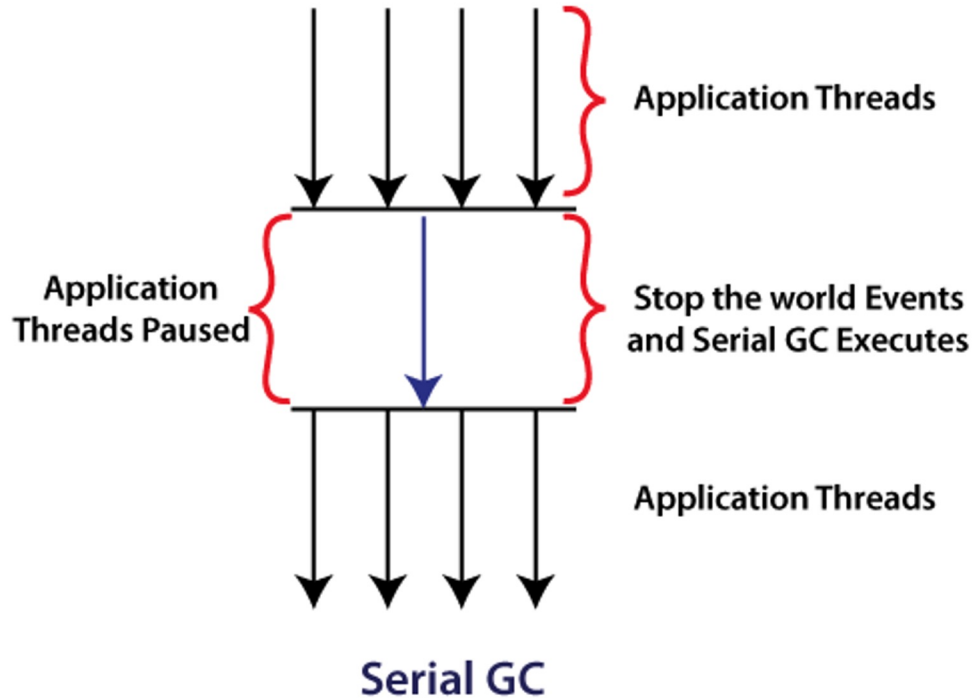 Application Threads
Application
Threads Paused
Stop the world Events
and Serial GC Executes
Application Threads
Serial GC